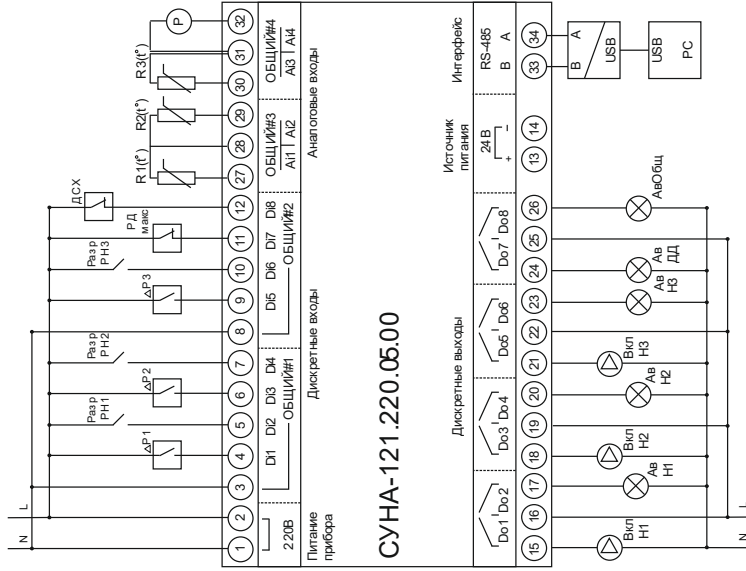 N
L
ΔP1
Разр
РН1
ΔP2
Разр
РН2
ΔP3
Разр
РН3
РД
макс
ДСХ
R1(t°)
R2(t°)
R3(t°)
P
1 2 3 4 5 6 7 8 9 10 11 12 27 28 29 30 31 32
220В
Di1 Di2 Di3 Di4
ОБЩИЙ#1
Di5 Di6 Di7 Di8
ОБЩИЙ#2
ОБЩИЙ#3
Ai1 Ai2
ОБЩИЙ#4
Ai3 Ai4
Питание
прибора
Дискретные входы
Аналоговые входы
СУНА-121.220.05.00
Дискретные выходы
Источник
питания
Интерфейс
Do1 Do2
Do3 Do4
Do5 Do6
Do7 Do8
24В
+ −
RS-485
B A
15 16 17 18 19 20 21 22 23 24 25 26 13 14 33 34
Вкл
Н1
Ав
Н1
Вкл
Н2
Ав
Н2
Вкл
Н3
Ав
Н3
Ав
ДД
АвОбщ
B A
USB
USB
PC
N
L